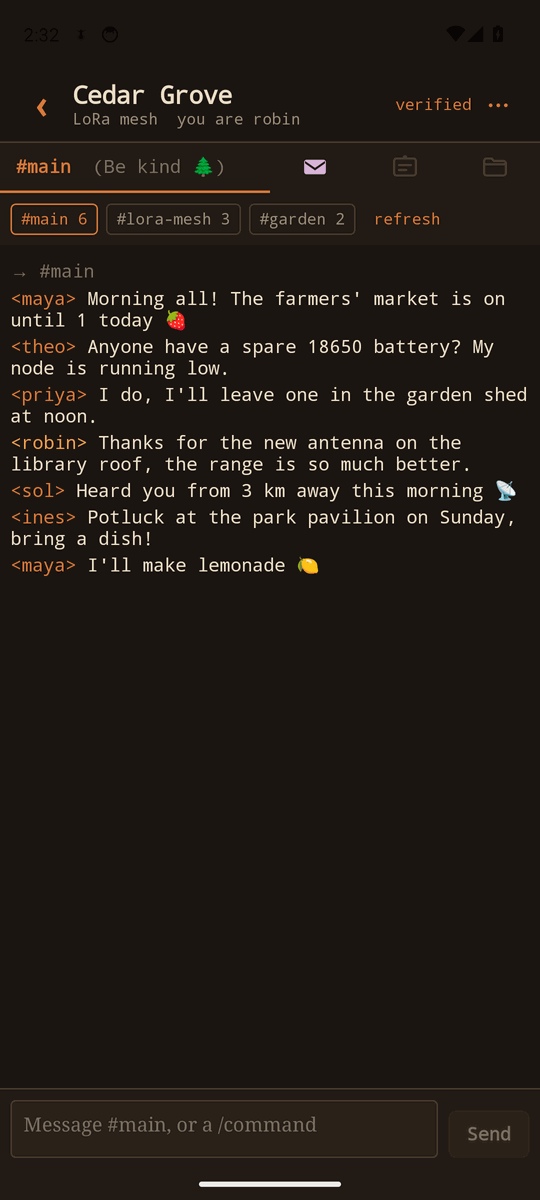 2:32
Cedar Grove
LoRa mesh  you are robin
verified
#main  (Be kind 🌲)
#main 6
#lora-mesh 3
#garden 2
refresh
→ #main
<maya> Morning all! The farmers' market is on
until 1 today 🍓
<theo> Anyone have a spare 18650 battery? My
node is running low.
<priya> I do, I'll leave one in the garden shed
at noon.
<robin> Thanks for the new antenna on the
library roof, the range is so much better.
<sol> Heard you from 3 km away this morning 📡
<ines> Potluck at the park pavilion on Sunday,
bring a dish!
<maya> I'll make lemonade 🍋
Message #main, or a /command
Send